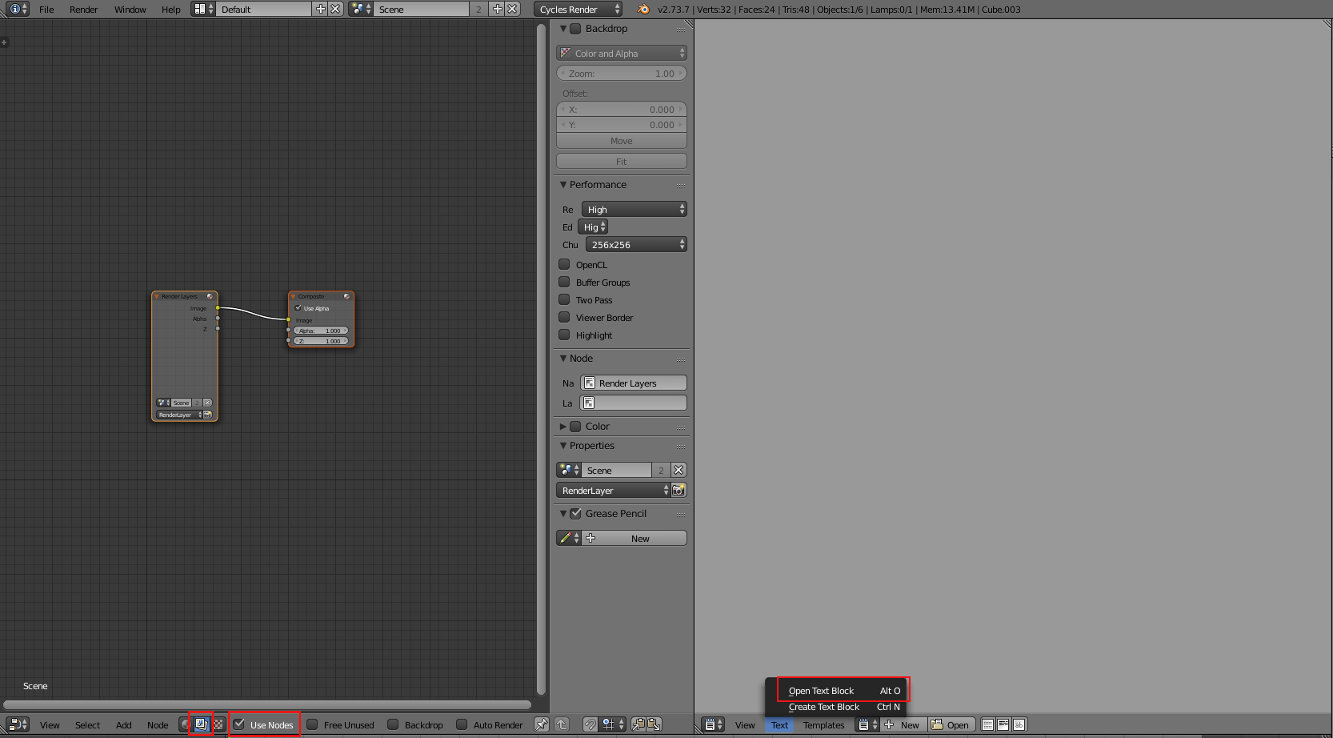 File Render Window Help Default Scene 2 Cycles Render v2.73.7 | Verts:32 | Faces:24 | Tris:48 | Objects:1/6 | Lamps:0/1 | Mem:13.41M | Cube.003
Render Layers
Image
Alpha
Z
Scene 2
RenderLayer
Composite
Use Alpha
Image
Alpha: 1.000
Z: 1.000
Scene
View Select Add Node Use Nodes Free Unused Backdrop Auto Render
Backdrop
Color and Alpha
Zoom: 1.00
Offset:
X: 0.000
Y: 0.000
Move
Fit
Performance
Re High
Ed Hig
Chu 256x256
OpenCL
Buffer Groups
Two Pass
Viewer Border
Highlight
Node
Na Render Layers
La
Color
Properties
Scene 2
RenderLayer
Grease Pencil
New
Open Text Block Alt O
Create Text Block Ctrl N
View Text Templates New Open